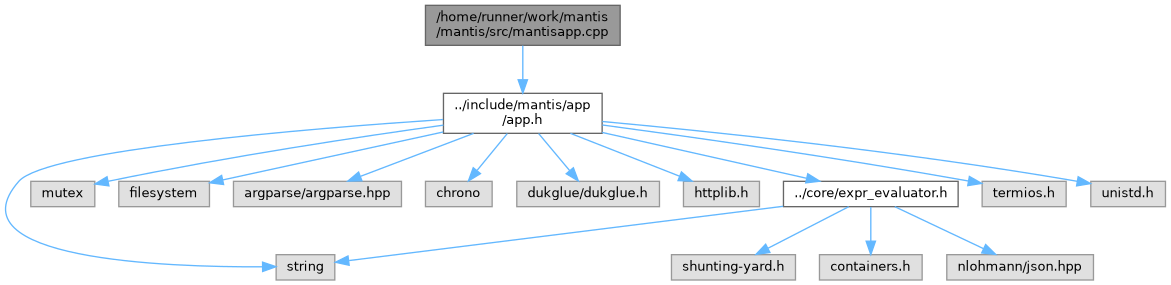 /home/runner/work/mantis
/mantis/src/mantisapp.cpp
../include/mantis/app
/app.h
mutex
filesystem
argparse/argparse.hpp
chrono
dukglue/dukglue.h
httplib.h
../core/expr_evaluator.h
termios.h
unistd.h
string
shunting-yard.h
containers.h
nlohmann/json.hpp